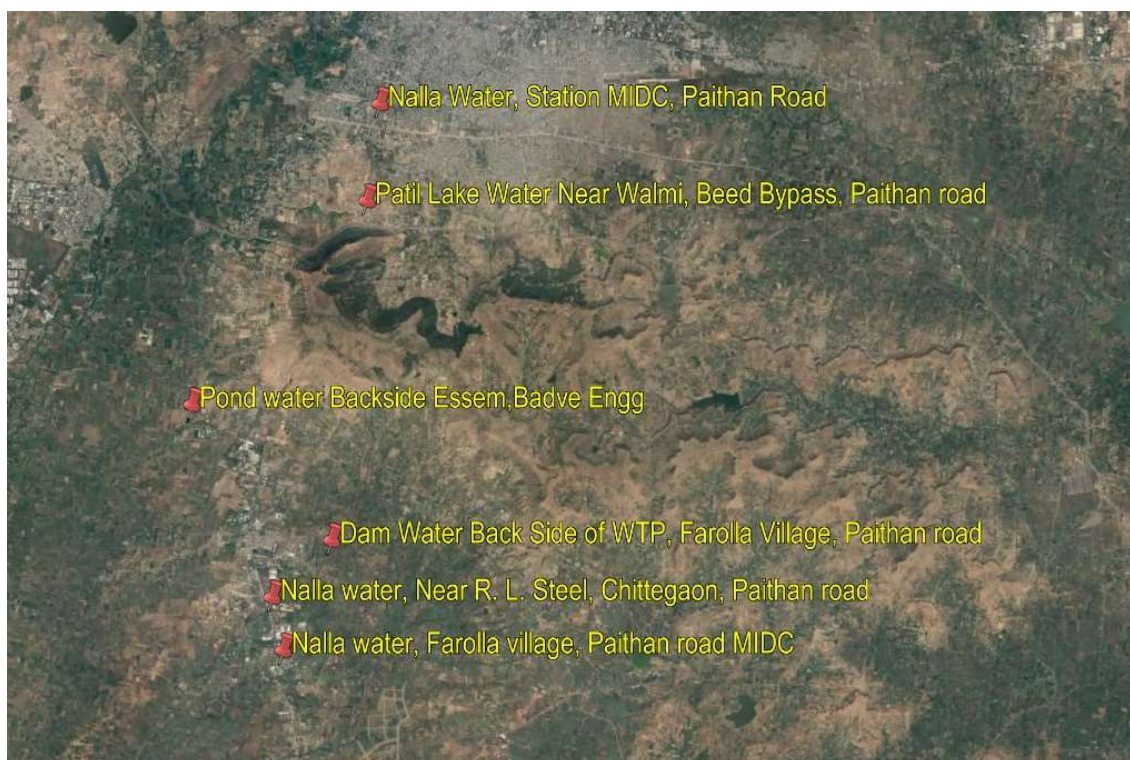 Nalla Water, Station MIDC, Paithan Road
Patil Lake Water Near Walmi, Beed Bypass, Paithan road
Pond water Backside Essem,Badve Engg
Dam Water Back Side of WTP, Farolla Village, Paithan road
Nalla water, Near R. L. Steel, Chittegaon, Paithan road
Nalla water, Farolla village, Paithan road MIDC